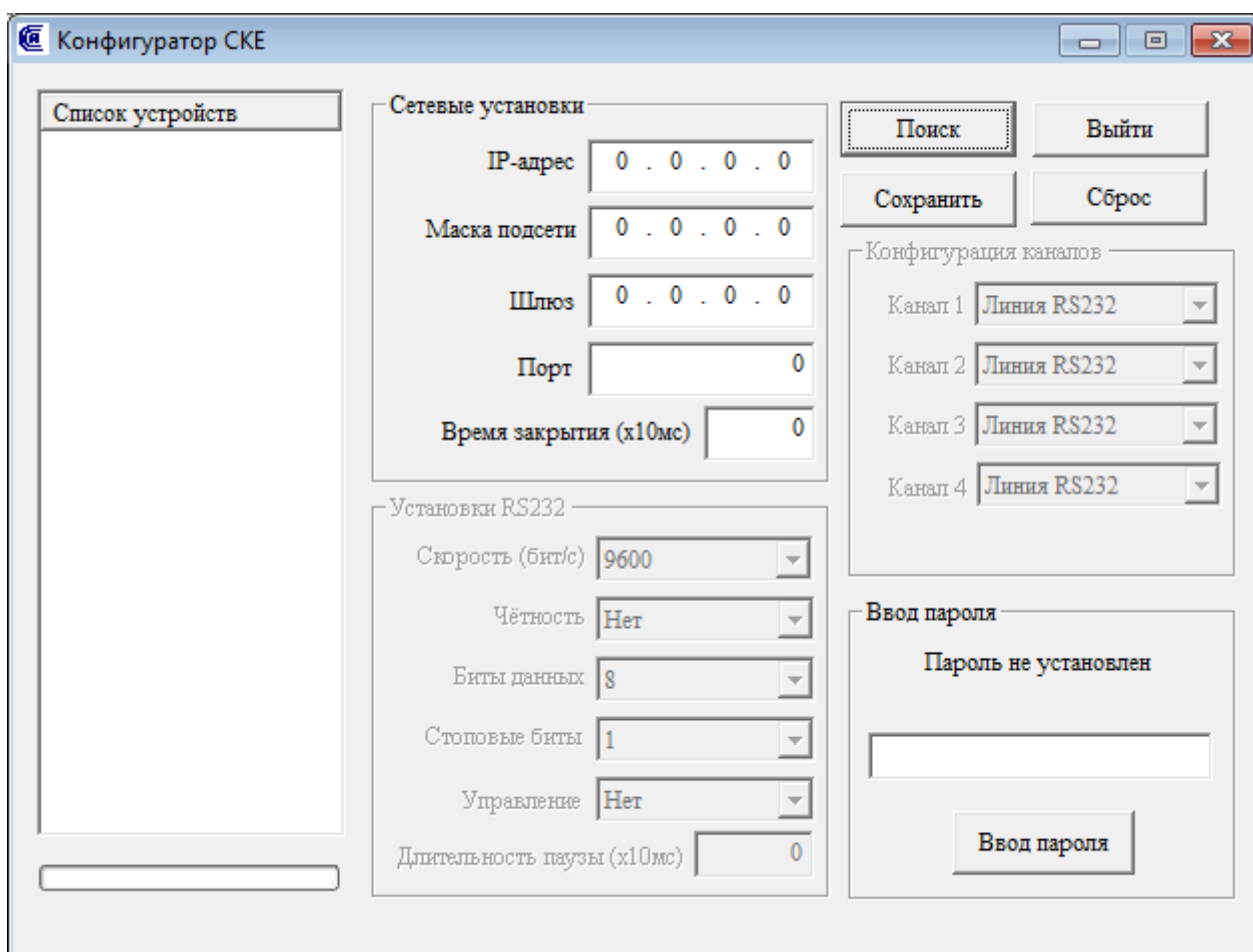 Конфигуратор СКЕ
Список устройств
Сетевые установки
IP-адрес 0 . 0 . 0 . 0
Маска подсети 0 . 0 . 0 . 0
Шлюз 0 . 0 . 0 . 0
Порт 0
Время закрытия (х10мс) 0
Установки RS232
Скорость (бит/с) 9600
Чётность Нет
Биты данных 8
Стоповые биты 1
Управление Нет
Длительность паузы (х10мс) 0
Поиск Выйти
Сохранить Сброс
Конфигурация каналов
Канал 1 Линия RS232
Канал 2 Линия RS232
Канал 3 Линия RS232
Канал 4 Линия RS232
Ввод пароля
Пароль не установлен
Ввод пароля